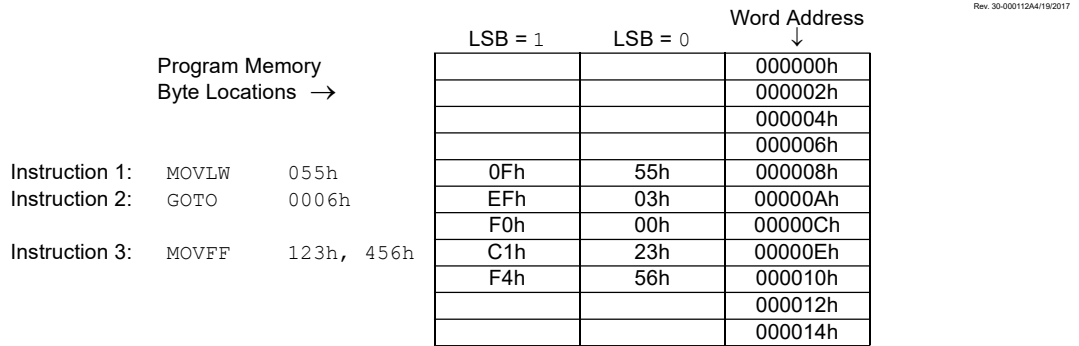 Rev. 30-000112A4/19/2017
Word Address
LSB = 1 LSB = 0 ↓
Program Memory 000000h
Byte Locations → 000002h
000004h
000006h
Instruction 1: MOVLW 055h 0Fh 55h 000008h
Instruction 2: GOTO 0006h EFh 03h 00000Ah
F0h 00h 00000Ch
Instruction 3: MOVFF 123h, 456h C1h 23h 00000Eh
F4h 56h 000010h
000012h
000014h